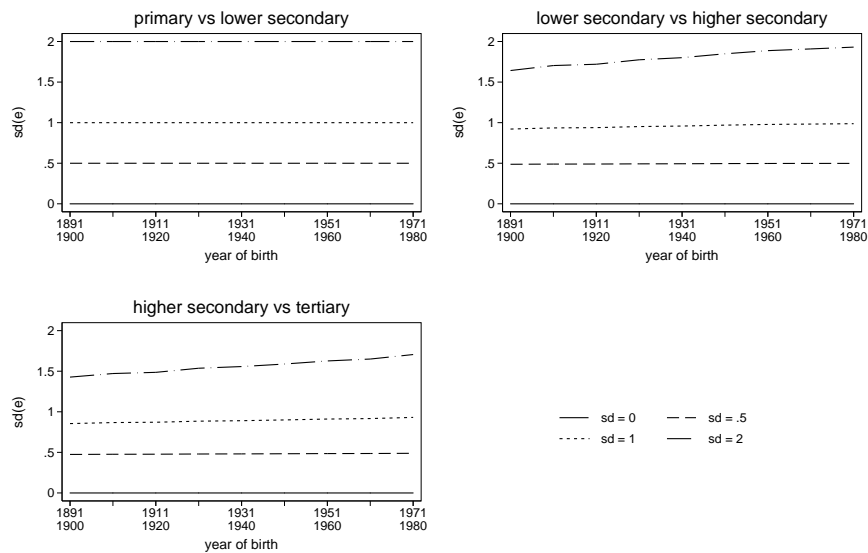 primary vs lower secondary
sd(e)
2
1.5
1
.5
0
1891 1911 1931 1951 1971
1900 1920 1940 1960 1980
year of birth
lower secondary vs higher secondary
sd(e)
2
1.5
1
.5
0
1891 1911 1931 1951 1971
1900 1920 1940 1960 1980
year of birth
higher secondary vs tertiary
sd(e)
2
1.5
1
.5
0
1891 1911 1931 1951 1971
1900 1920 1940 1960 1980
year of birth
sd = 0 sd = .5
sd = 1 sd = 2